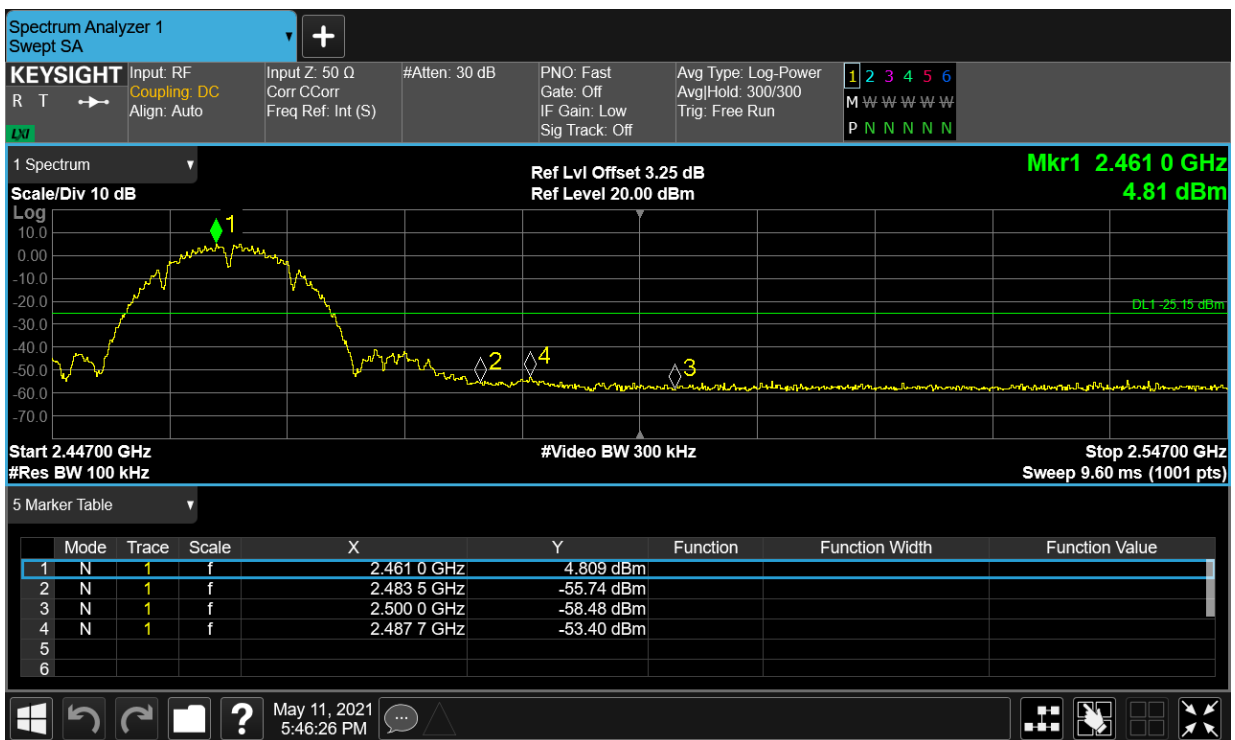 Spectrum Analyzer 1
Swept SA
KEYSIGHT
R T
LXI
Input: RF
Coupling: DC
Align: Auto
Input Z: 50 Ω
Corr CCorr
Freq Ref: Int (S)
#Atten: 30 dB
PNO: Fast
Gate: Off
IF Gain: Low
Sig Track: Off
Avg Type: Log-Power
Avg|Hold: 300/300
Trig: Free Run
1 2 3 4 5 6
M W W W W W
P N N N N N
1 Spectrum
Scale/Div 10 dB
Ref Lvl Offset 3.25 dB
Ref Level 20.00 dBm
Mkr1 2.461 0 GHz
4.81 dBm
Log
10.0
0.00
-10.0
-20.0
-30.0
-40.0
-50.0
-60.0
-70.0
1
2
4
3
DL1 -25.15 dBm
Start 2.44700 GHz
#Res BW 100 kHz
#Video BW 300 kHz
Stop 2.54700 GHz
Sweep 9.60 ms (1001 pts)
5 Marker Table
Mode Trace Scale X Y Function Function Width Function Value
1 N 1 f 2.461 0 GHz 4.809 dBm
2 N 1 f 2.483 5 GHz -55.74 dBm
3 N 1 f 2.500 0 GHz -58.48 dBm
4 N 1 f 2.487 7 GHz -53.40 dBm
5
6
?
May 11, 2021
5:46:26 PM